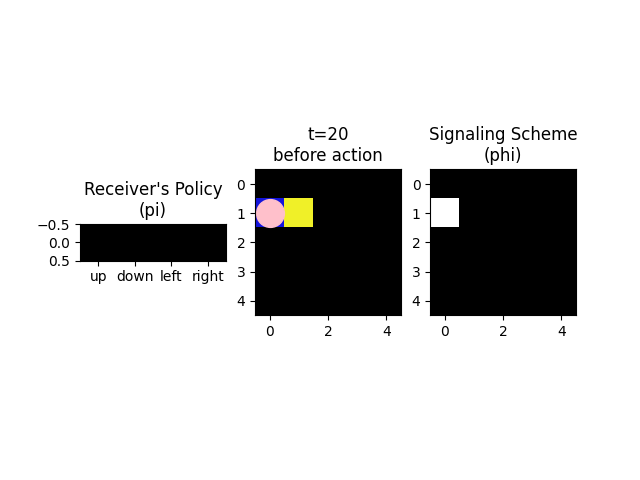 Receiver's Policy
(pi)
−0.5
0.0
0.5
up down left right
t=20
before action
0
1
2
3
4
0 2 4
Signaling Scheme
(phi)
0
1
2
3
4
0 2 4